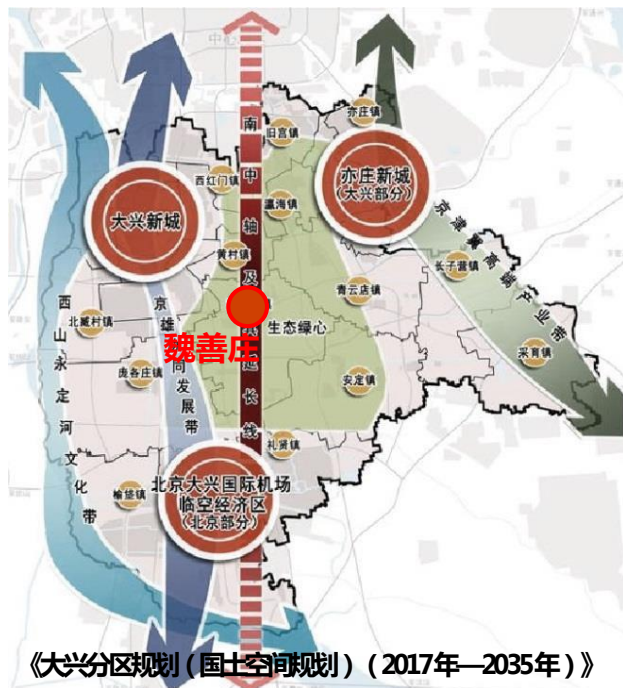 中心城
南中轴及其延长线
亦庄镇
旧宫镇
西红门镇
瀛海镇
亦庄新城
(大兴部分)
大兴新城
京津冀高端产业带
黄村镇
长子营镇
青云店镇
西山永定河文化带
北臧村镇
京雄
同发展带
生态绿心
魏善庄
采育镇
庞各庄镇
安定镇
礼贤镇
北京大兴国际机场
临空经济区
(北京部分)
榆垡镇
《大兴分区规划（国土空间规划）（2017年—2035年）》